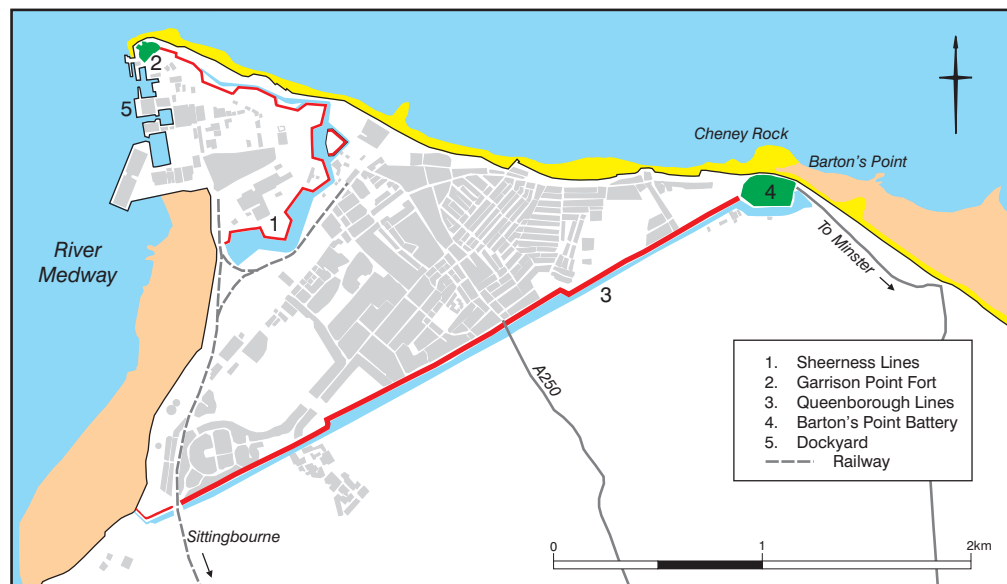 2
5
Cheney Rock
Barton's Point
4
1
To Minster
River
Medway
3
A250
1. Sheerness Lines
2. Garrison Point Fort
3. Queenborough Lines
4. Barton's Point Battery
5. Dockyard
Railway
Sittingbourne
0 1 2km